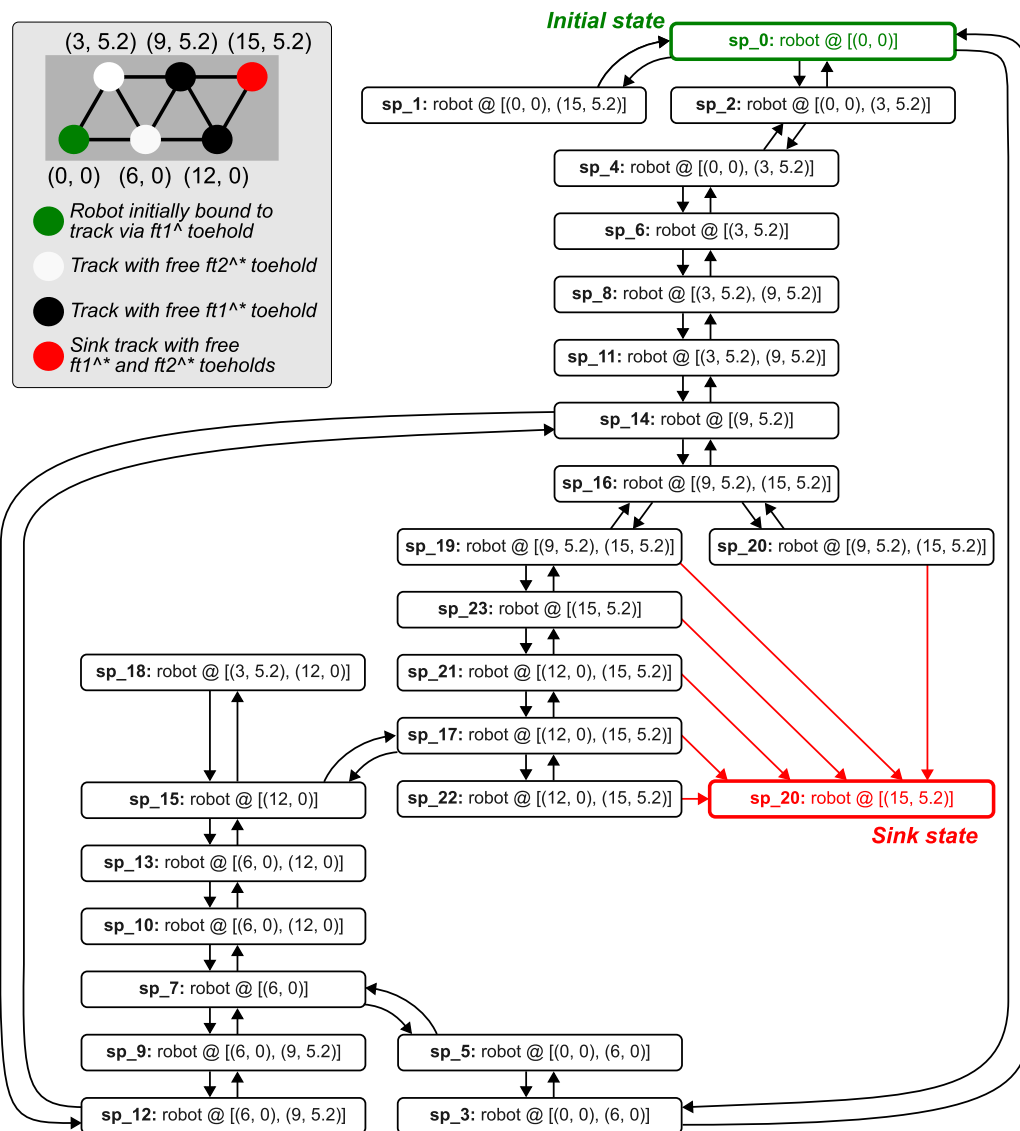 Initial state
(3, 5.2) (9, 5.2) (15, 5.2)
(0, 0) (6, 0) (12, 0)
Robot initially bound to
track via ft1^ toehold
Track with free ft2^* toehold
Track with free ft1^* toehold
Sink track with free
ft1^* and ft2^* toeholds
sp_0: robot @ [(0, 0)]
sp_1: robot @ [(0, 0), (15, 5.2)]
sp_2: robot @ [(0, 0), (3, 5.2)]
sp_4: robot @ [(0, 0), (3, 5.2)]
sp_6: robot @ [(3, 5.2)]
sp_8: robot @ [(3, 5.2), (9, 5.2)]
sp_11: robot @ [(3, 5.2), (9, 5.2)]
sp_14: robot @ [(9, 5.2)]
sp_16: robot @ [(9, 5.2), (15, 5.2)]
sp_19: robot @ [(9, 5.2), (15, 5.2)]
sp_20: robot @ [(9, 5.2), (15, 5.2)]
sp_23: robot @ [(15, 5.2)]
sp_18: robot @ [(3, 5.2), (12, 0)]
sp_21: robot @ [(12, 0), (15, 5.2)]
sp_17: robot @ [(12, 0), (15, 5.2)]
sp_15: robot @ [(12, 0)]
sp_22: robot @ [(12, 0), (15, 5.2)]
sp_20: robot @ [(15, 5.2)]
Sink state
sp_13: robot @ [(6, 0), (12, 0)]
sp_10: robot @ [(6, 0), (12, 0)]
sp_7: robot @ [(6, 0)]
sp_9: robot @ [(6, 0), (9, 5.2)]
sp_5: robot @ [(0, 0), (6, 0)]
sp_12: robot @ [(6, 0), (9, 5.2)]
sp_3: robot @ [(0, 0), (6, 0)]